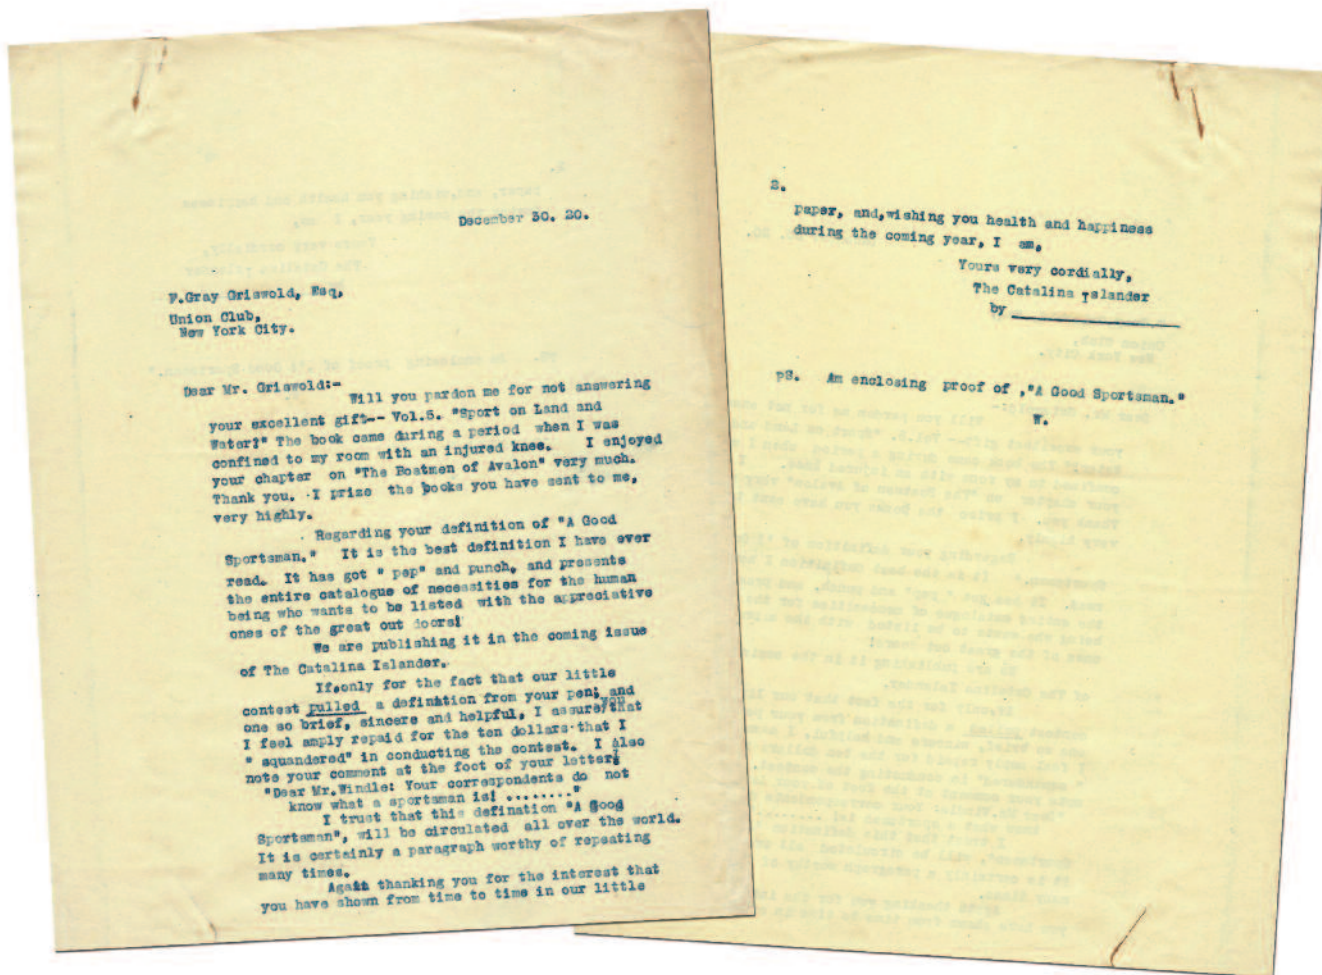 December 30. 20.
F.Gray Griswold, Esq,
Union Club,
New York City.
Dear Mr. Griswold:-
Will you pardon me for not answering
your excellent gift-- Vol.5. "Sport on Land and
Water?" The book came during a period when I was
confined to my room with an injured knee. I enjoyed
your chapter on "The Boatmen of Avalon" very much.
Thank you. I prize the books you have sent to me,
very highly.
Regarding your definition of "A Good
Sportsman." It is the best definition I have ever
read. It has got " pep" and punch, and presents
the entire catalogue of necessities for the human
being who wants to be listed with the appreciative
ones of the great out doors!
We are publishing it in the coming issue
of The Catalina Islander.
If,only for the fact that our little
contest pulled a defination from your pen; and
one so brief, sincere and helpful, I assure you that
I feel amply repaid for the ten dollars that I
" squandered" in conducting the contest. I also
note your comment at the foot of your letter:
"Dear Mr.Windle: Your correspondents do not
know what a sportsman is! ........"
I trust that this defination "A Good
Sportsman", will be circulated all over the world.
It is certainly a paragraph worthy of repeating
many times.
Again thanking you for the interest that
you have shown from time to time in our little
2.
paper, and,wishing you health and happiness
during the coming year, I am,
Yours very cordially,
The Catalina Islander
by
pS. Am enclosing proof of ,"A Good Sportsman."
W.